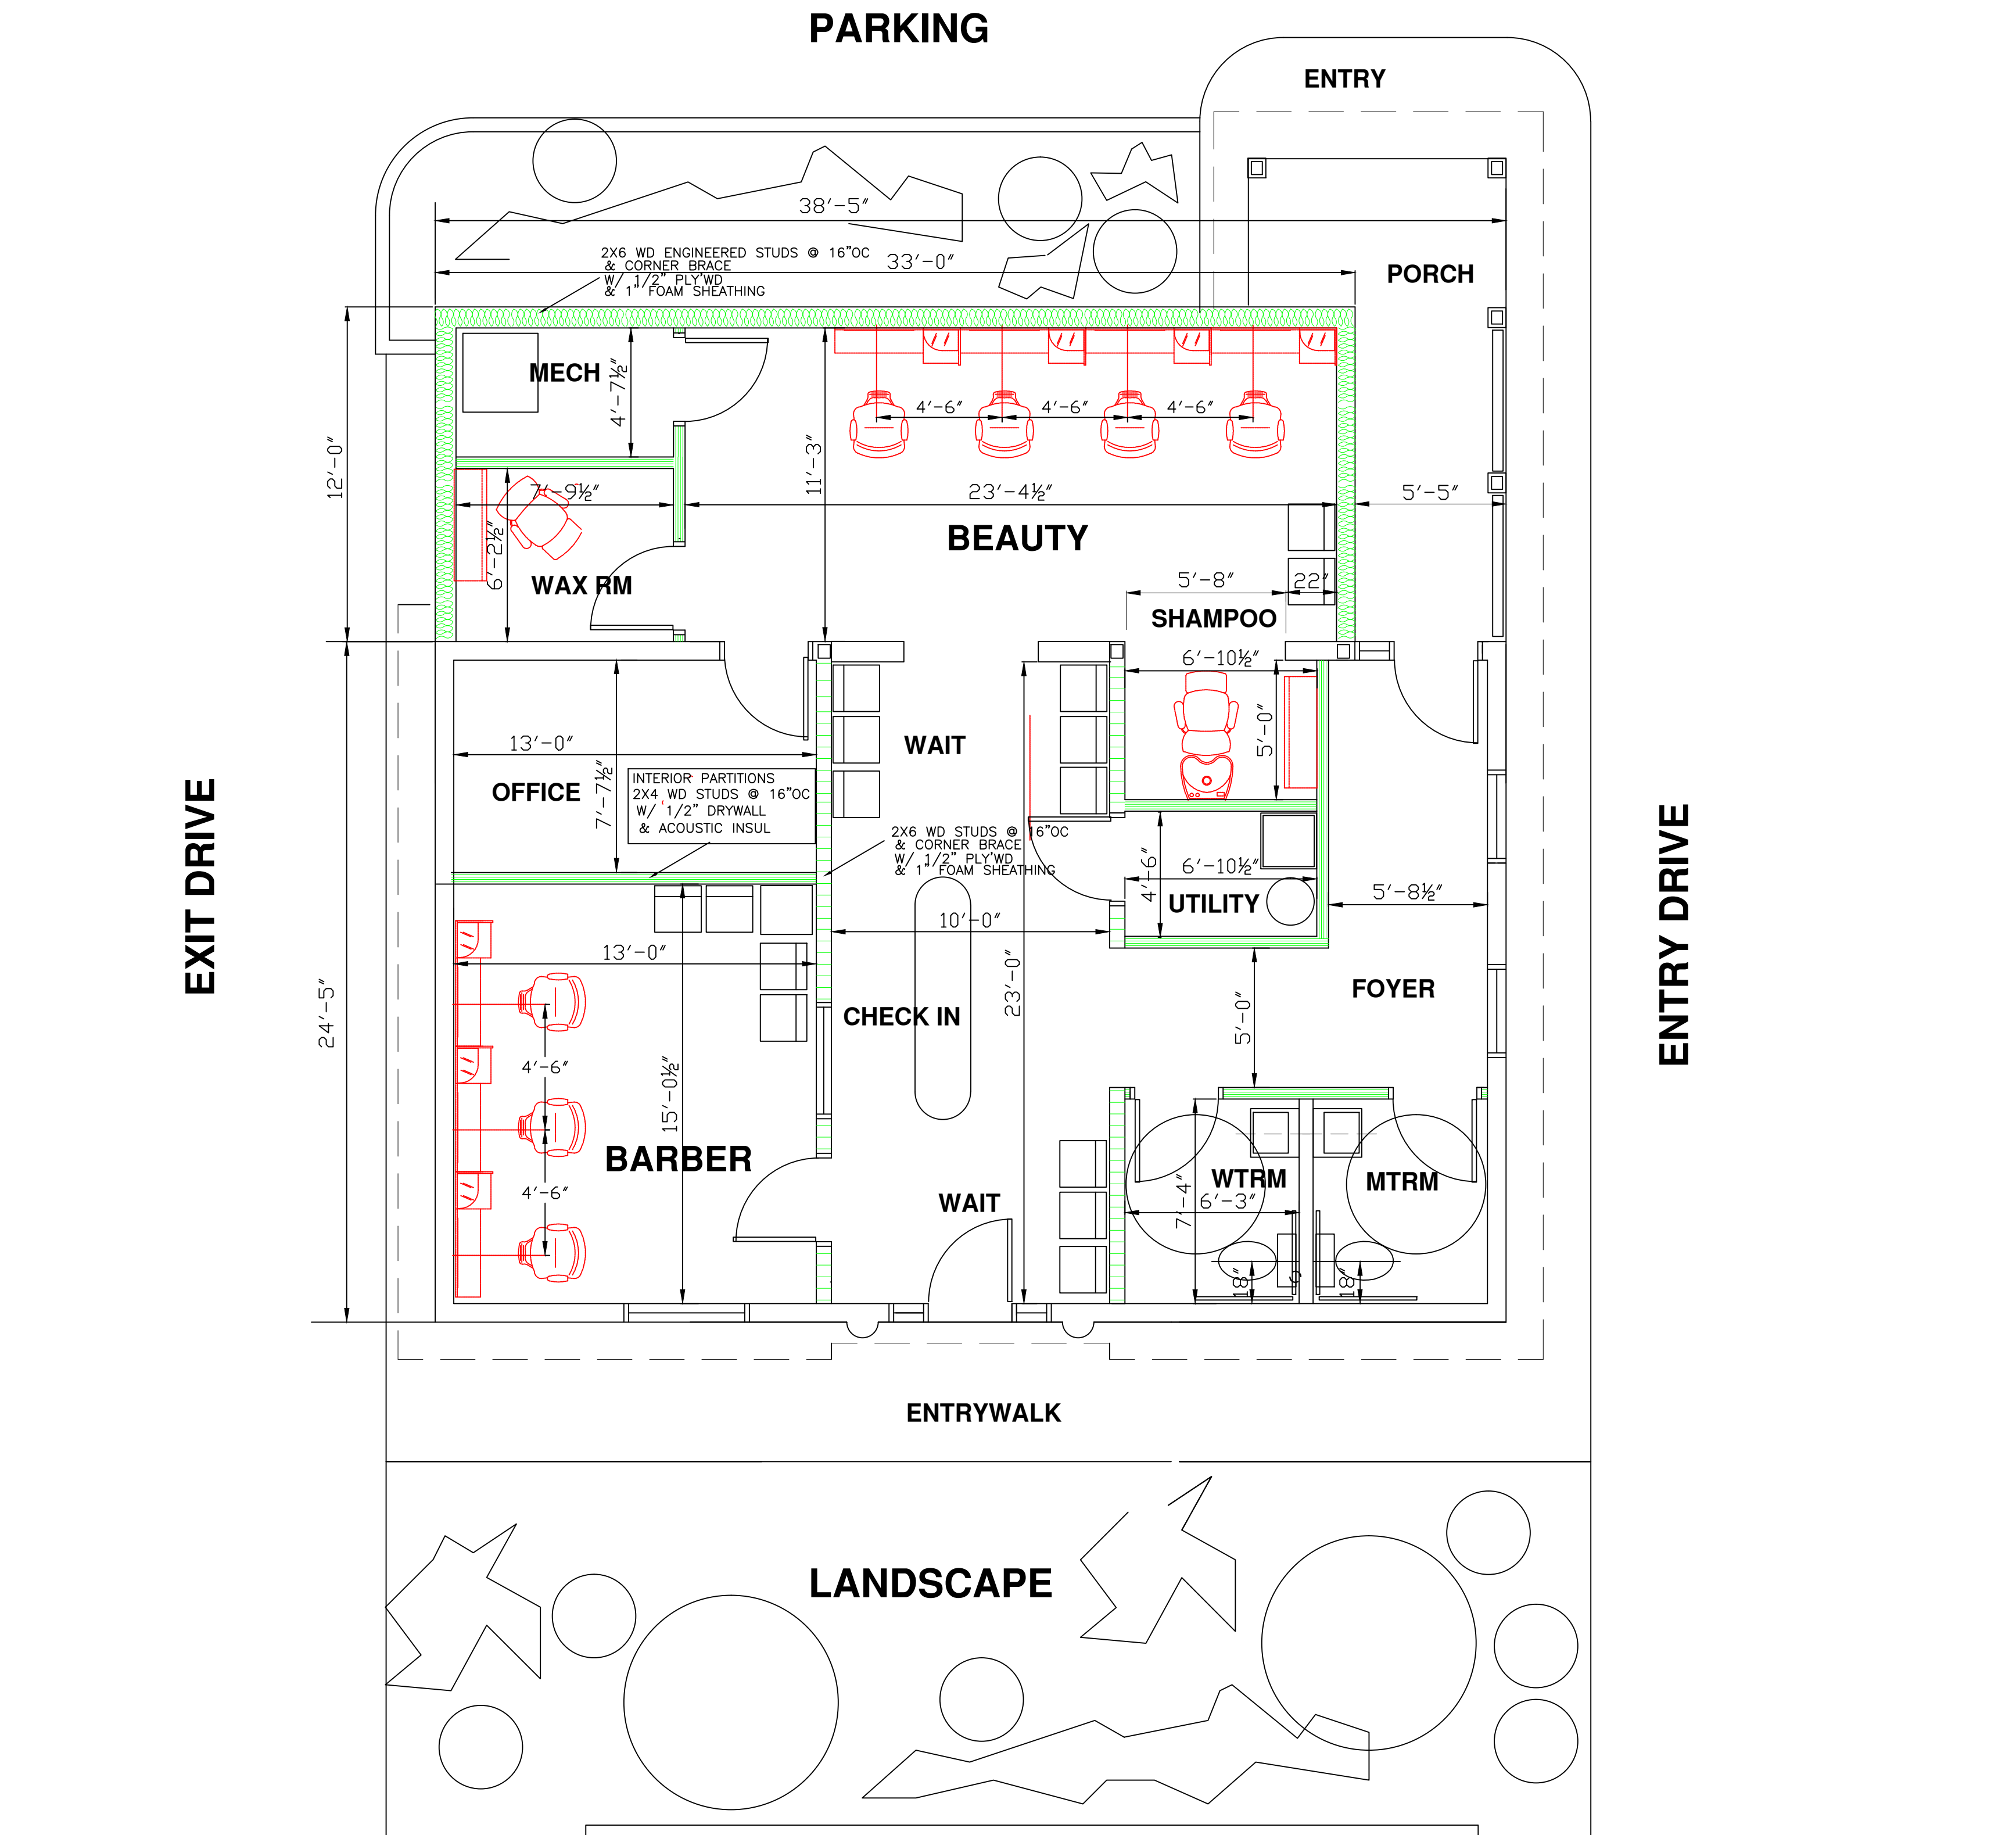 PARKING
ENTRY
38'-5"
2X6 WD ENGINEERED STUDS @ 16"OC
& CORNER BRACE
W/ 1/2" PLY'WD
& 1" FOAM SHEATHING
33'-0"
PORCH
MECH
4'-7½"
4'-6"
4'-6"
4'-6"
12'-0"
11'-3"
7'-9½"
23'-4½"
5'-5"
BEAUTY
6'-2½"
WAX RM
5'-8"
22"
SHAMPOO
6'-10½"
5'-0"
WAIT
13'-0"
OFFICE
7'-7½"
INTERIOR PARTITIONS
2X4 WD STUDS @ 16"OC
W/ 1/2" DRYWALL
& ACOUSTIC INSUL
2X6 WD STUDS @ 16"OC
& CORNER BRACE
W/ 1/2" PLY'WD
& 1" FOAM SHEATHING
4'-6"
6'-10½"
UTILITY
5'-8½"
EXIT DRIVE
ENTRY DRIVE
10'-0"
13'-0"
23'-0"
24'-5"
FOYER
CHECK IN
5'-0"
4'-6"
15'-0½"
BARBER
4'-6"
WAIT
WTRM
MTRM
7'-4"
6'-3"
18"
6
18"
ENTRYWALK
LANDSCAPE